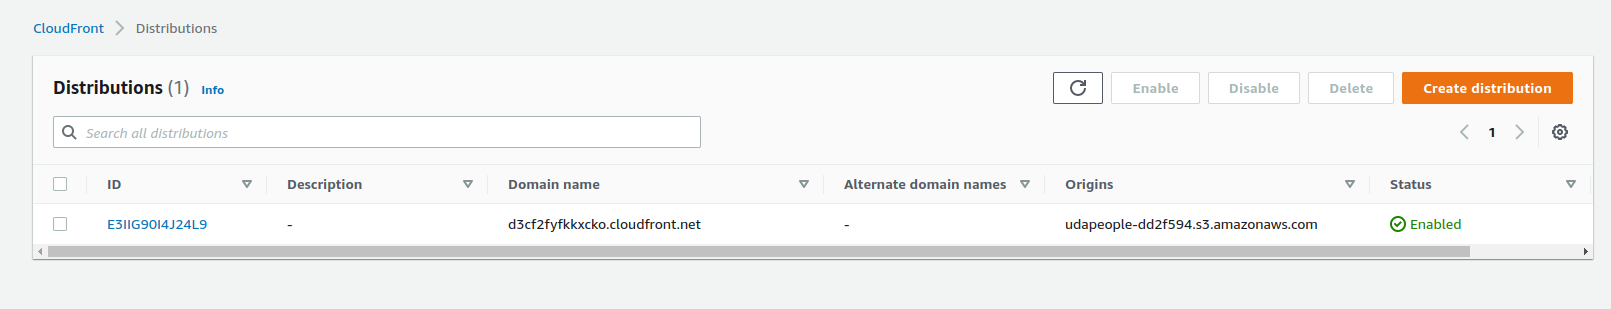 CloudFront > Distributions
Distributions (1) Info
Enable Disable Delete Create distribution
Search all distributions
1
ID Description Domain name Alternate domain names Origins Status
E3IIG90I4J24L9 - d3cf2fyfkkxcko.cloudfront.net - udapeople-dd2f594.s3.amazonaws.com Enabled